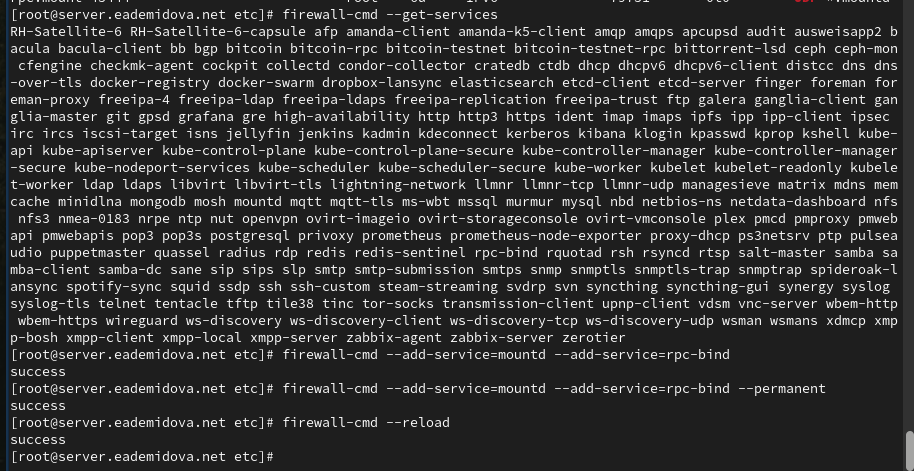 [root@server.eademidova.net etc]# firewall-cmd --get-services
RH-Satellite-6 RH-Satellite-6-capsule afp amanda-client amanda-k5-client amqp amqps apcupsd audit ausweisapp2 b
acula bacula-client bb bgp bitcoin bitcoin-rpc bitcoin-testnet bitcoin-testnet-rpc bittorrent-lsd ceph ceph-mon
cfengine checkmk-agent cockpit collectd condor-collector cratedb ctdb dhcp dhcpv6 dhcpv6-client distcc dns dns
-over-tls docker-registry docker-swarm dropbox-lansync elasticsearch etcd-client etcd-server finger foreman for
eman-proxy freeipa-4 freeipa-ldap freeipa-ldaps freeipa-replication freeipa-trust ftp galera ganglia-client gan
glia-master git gpsd grafana gre high-availability http http3 https ident imap imaps ipfs ipp ipp-client ipsec
irc ircs iscsi-target isns jellyfin jenkins kadmin kdeconnect kerberos kibana klogin kpasswd kprop kshell kube-
api kube-apiserver kube-control-plane kube-control-plane-secure kube-controller-manager kube-controller-manager
-secure kube-nodeport-services kube-scheduler kube-scheduler-secure kube-worker kubelet kubelet-readonly kubele
t-worker ldap ldaps libvirt libvirt-tls lightning-network llmnr llmnr-tcp llmnr-udp managesieve matrix mdns mem
cache minidlna mongodb mosh mountd mqtt mqtt-tls ms-wbt mssql murmur mysql nbd netbios-ns netdata-dashboard nfs
nfs3 nmea-0183 nrpe ntp nut openvpn ovirt-imageio ovirt-storageconsole ovirt-vmconsole plex pmcd pmproxy pmweb
api pmwebapis pop3 pop3s postgresql privoxy prometheus prometheus-node-exporter proxy-dhcp ps3netsrv ptp pulsea
udio puppetmaster quassel radius rdp redis redis-sentinel rpc-bind rquotad rsh rsyncd rtsp salt-master samba sa
mba-client samba-dc sane sip sips slp smtp smtp-submission smtps snmp snmptls snmptls-trap snmptrap spideroak-l
ansync spotify-sync squid ssdp ssh ssh-custom steam-streaming svdrp svn syncthing syncthing-gui synergy syslog
syslog-tls telnet tentacle tftp tile38 tinc tor-socks transmission-client upnp-client vdsm vnc-server wbem-http
wbem-https wireguard ws-discovery ws-discovery-client ws-discovery-tcp ws-discovery-udp wsman wsmans xdmcp xmp
p-bosh xmpp-client xmpp-local xmpp-server zabbix-agent zabbix-server zerotier
[root@server.eademidova.net etc]# firewall-cmd --add-service=mountd --add-service=rpc-bind
success
[root@server.eademidova.net etc]# firewall-cmd --add-service=mountd --add-service=rpc-bind --permanent
success
[root@server.eademidova.net etc]# firewall-cmd --reload
success
[root@server.eademidova.net etc]#